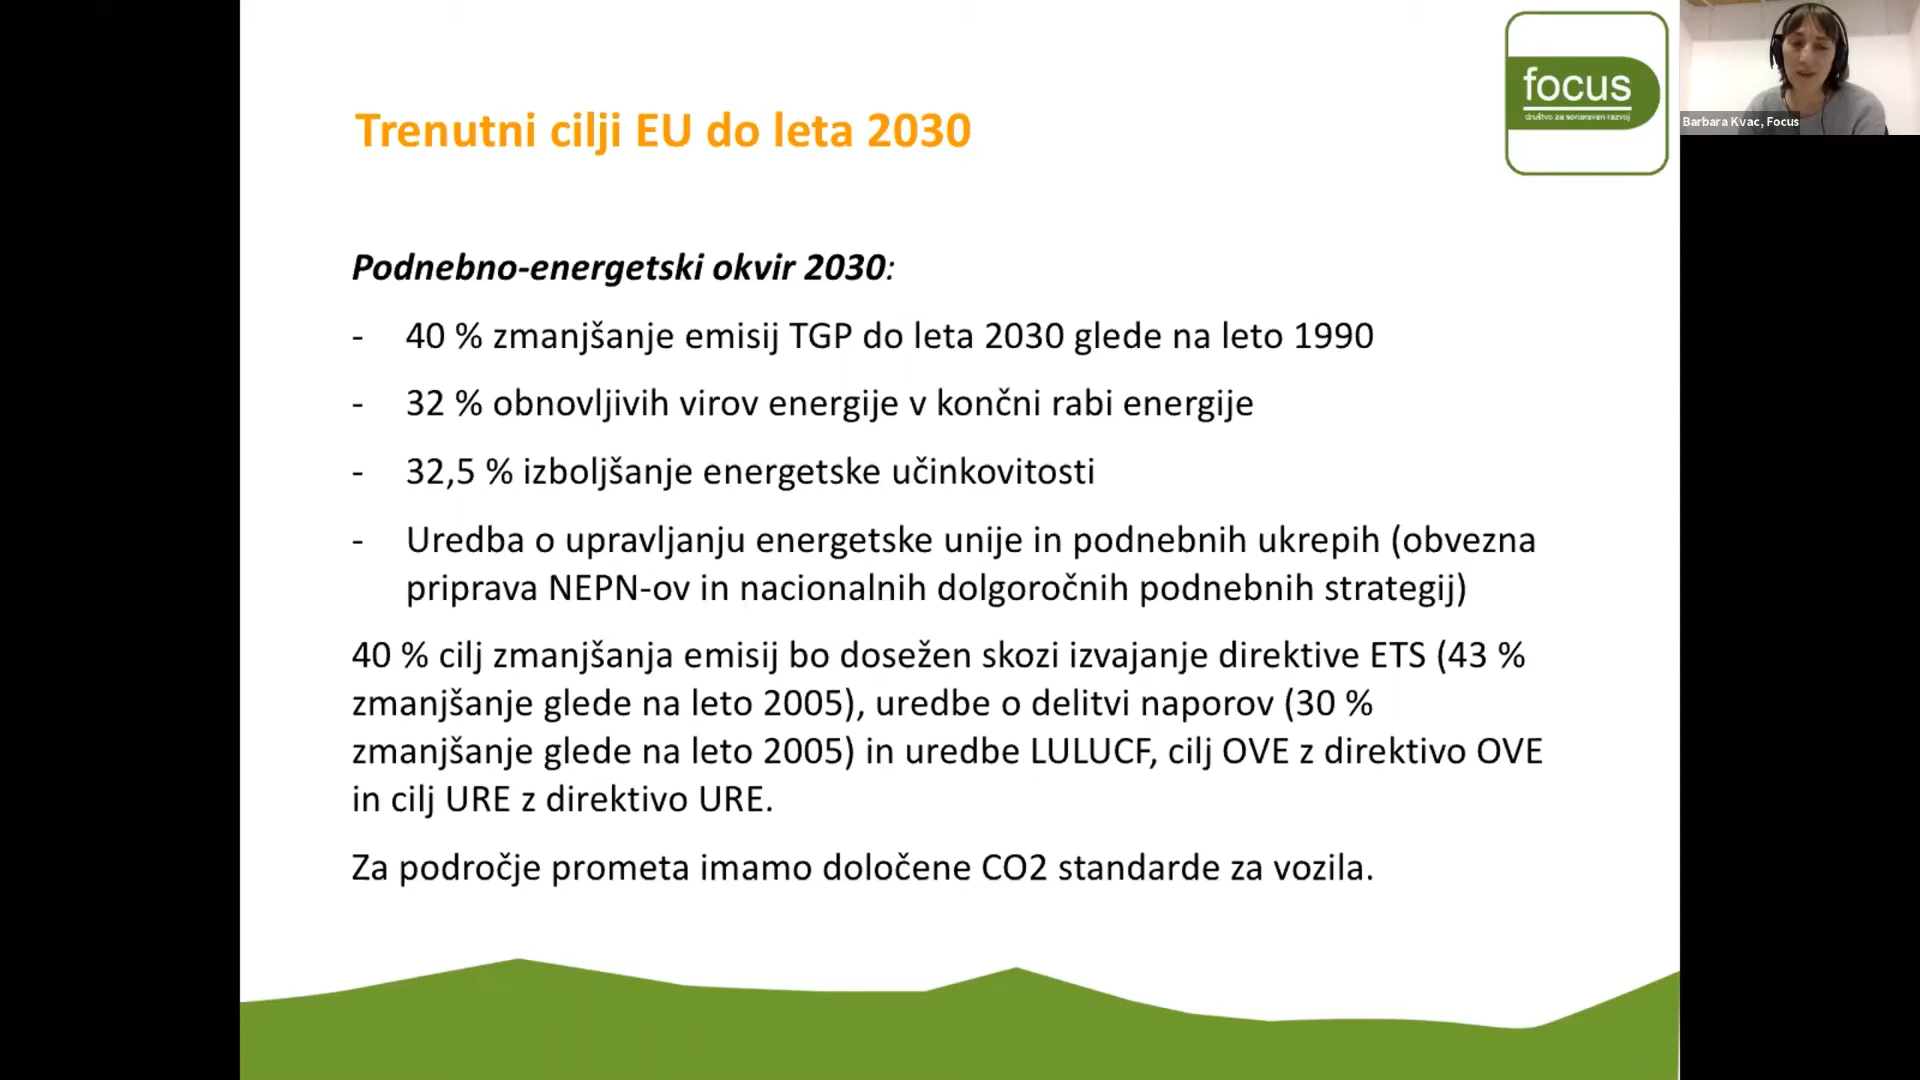 Trenutni cilji EU do leta 2030
focus
društvo za sonaraven razvoj
Barbara Kvac, Focus
Podnebno-energetski okvir 2030:
- 40 % zmanjšanje emisij TGP do leta 2030 glede na leto 1990
- 32 % obnovljivih virov energije v končni rabi energije
- 32,5 % izboljšanje energetske učinkovitosti
- Uredba o upravljanju energetske unije in podnebnih ukrepih (obvezna
priprava NEPN-ov in nacionalnih dolgoročnih podnebnih strategij)
40 % cilj zmanjšanja emisij bo dosežen skozi izvajanje direktive ETS (43 %
zmanjšanje glede na leto 2005), uredbe o delitvi naporov (30 %
zmanjšanje glede na leto 2005) in uredbe LULUCF, cilj OVE z direktivo OVE
in cilj URE z direktivo URE.
Za področje prometa imamo določene CO2 standarde za vozila.